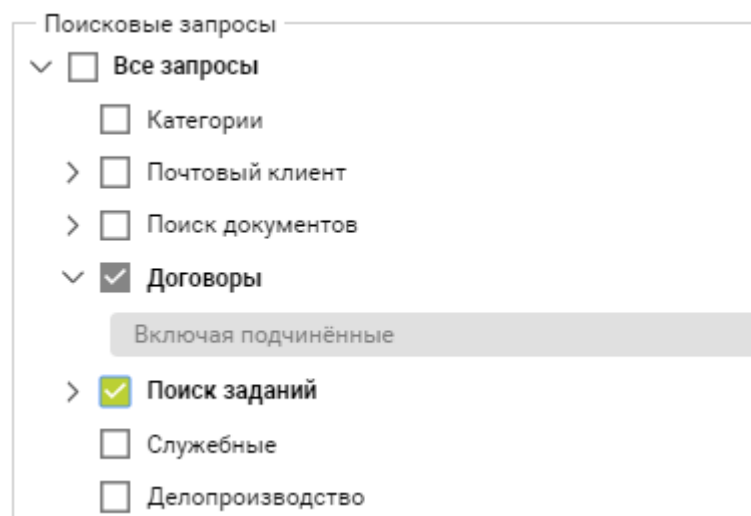 Поисковые запросы
Все запросы
Категории
Почтовый клиент
Поиск документов
Договоры
Включая подчинённые
Поиск заданий
Служебные
Делопроизводство